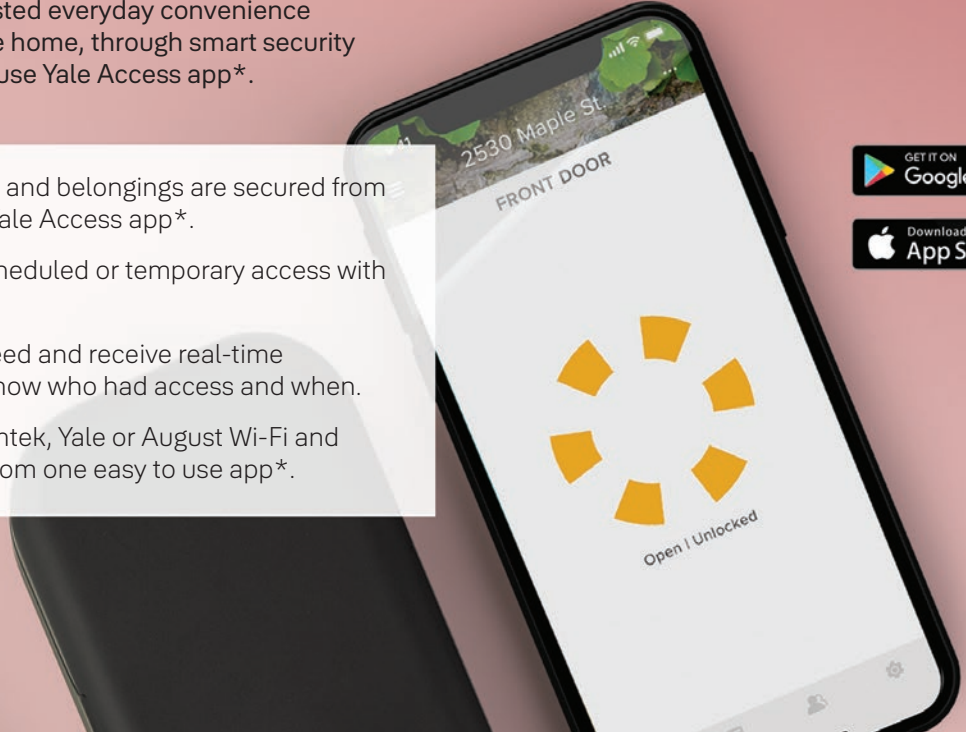 sted everyday convenience
e home, through smart security
use Yale Access app*.
and belongings are secured from
ale Access app*.
heduled or temporary access with
eed and receive real-time
now who had access and when.
ntek, Yale or August Wi-Fi and
om one easy to use app*.
41
2530 Maple St...
FRONT DOOR
Open | Unlocked
GET IT ON
Google
Download
App S